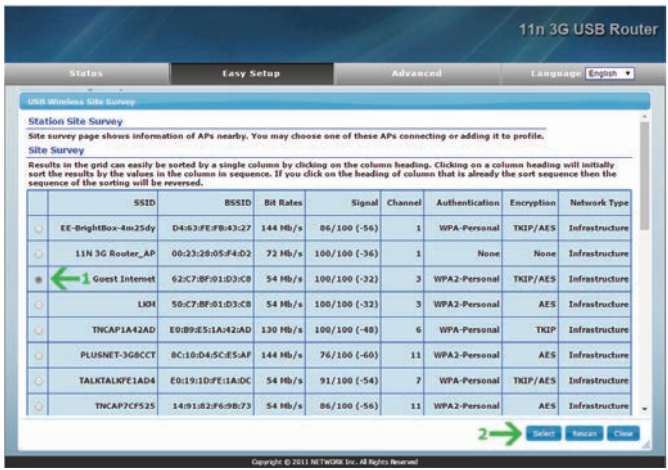 11n 3G USB Router
Status Easy Setup Advanced Language English
USB Wireless Site Survey
Station Site Survey
Site survey page shows information of APs nearby. You may choose one of these APs connecting or adding it to profile.
Site Survey
Results in the grid can easily be sorted by a single column by clicking on the column heading. Clicking on a column heading will initially
sort the results by the values in the column in sequence. If you click on the heading of column that is already the sort sequence then the
sequence of the sorting will be reversed.
SSID BSSID Bit Rates Signal Channel Authentication Encryption Network Type
EE-BrightBox-4m25dy D4:63:FE:FB:43:27 144 Mb/s 86/100 (-56) 1 WPA-Personal TKIP/AES Infrastructure
11N 3G Router_AP 00:23:28:05:F4:D2 72 Mb/s 100/100 (-36) 1 None None Infrastructure
1 Guest Internet 62:C7:BF:01:D3:C8 54 Mb/s 100/100 (-32) 3 WPA2-Personal TKIP/AES Infrastructure
LKM 50:C7:BF:01:D3:C8 54 Mb/s 100/100 (-32) 3 WPA2-Personal AES Infrastructure
TNCAP1A42AD E0:B9:E5:1A:42:AD 130 Mb/s 100/100 (-48) 6 WPA-Personal TKIP Infrastructure
PLUSNET-3G8CCT 8C:10:D4:5C:E5:AF 144 Mb/s 76/100 (-60) 11 WPA2-Personal AES Infrastructure
TALKTALKFE1AD4 E0:19:1D:FE:1A:DC 54 Mb/s 91/100 (-54) 7 WPA-Personal TKIP/AES Infrastructure
TNCAP7CF525 14:91:82:F6:9B:73 54 Mb/s 86/100 (-56) 11 WPA2-Personal AES Infrastructure
2 Select Rescan Close
Copyright © 2011 NETWORK Inc. All Rights Reserved